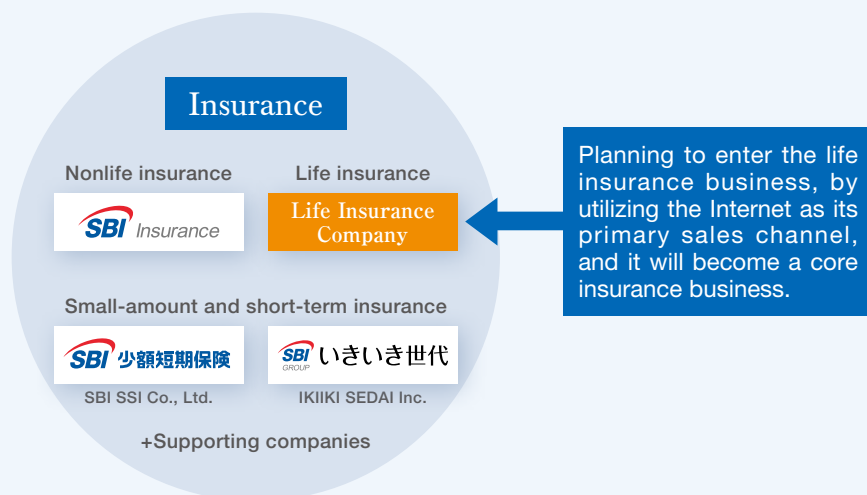 Insurance
Nonlife insurance
Life insurance
SBI Insurance
Life Insurance
Company
Planning to enter the life
insurance business, by
utilizing the Internet as its
primary sales channel,
and it will become a core
insurance business.
Small-amount and short-term insurance
SBI 少額短期保険
SBI GROUP いきいき世代
SBI SSI Co., Ltd.
IKIIKI SEDAI Inc.
+Supporting companies